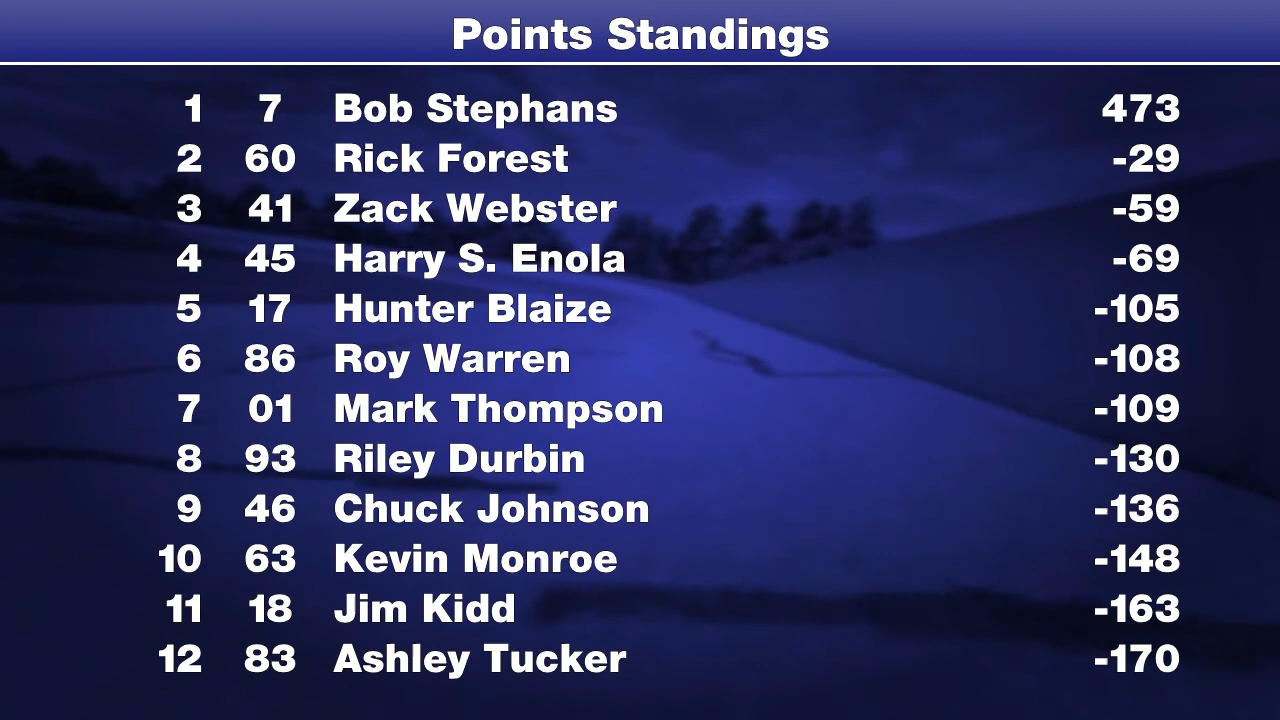 Points Standings
1 7 Bob Stephans 473
2 60 Rick Forest -29
3 41 Zack Webster -59
4 45 Harry S. Enola -69
5 17 Hunter Blaize -105
6 86 Roy Warren -108
7 01 Mark Thompson -109
8 93 Riley Durbin -130
9 46 Chuck Johnson -136
10 63 Kevin Monroe -148
11 18 Jim Kidd -163
12 83 Ashley Tucker -170